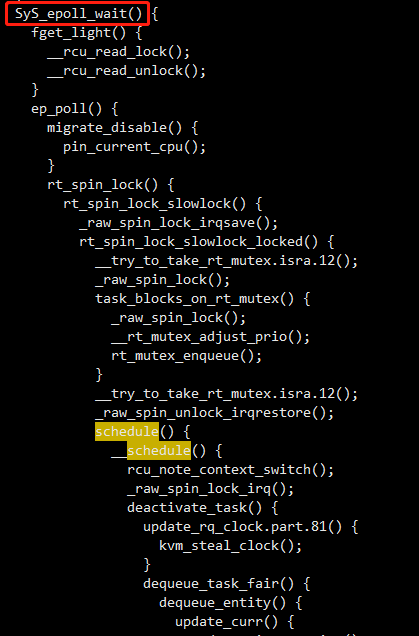 SyS_epoll_wait() {
fget_light() {
__rcu_read_lock();
__rcu_read_unlock();
}
ep_poll() {
migrate_disable() {
pin_current_cpu();
}
rt_spin_lock() {
rt_spin_lock_slowlock() {
_raw_spin_lock_irqsave();
rt_spin_lock_slowlock_locked() {
__try_to_take_rt_mutex.isra.12();
_raw_spin_lock();
task_blocks_on_rt_mutex() {
_raw_spin_lock();
__rt_mutex_adjust_prio();
rt_mutex_enqueue();
}
__try_to_take_rt_mutex.isra.12();
_raw_spin_unlock_irqrestore();
schedule() {
__schedule() {
rcu_note_context_switch();
_raw_spin_lock_irq();
deactivate_task() {
update_rq_clock.part.81() {
kvm_steal_clock();
}
dequeue_task_fair() {
dequeue_entity() {
update_curr() {